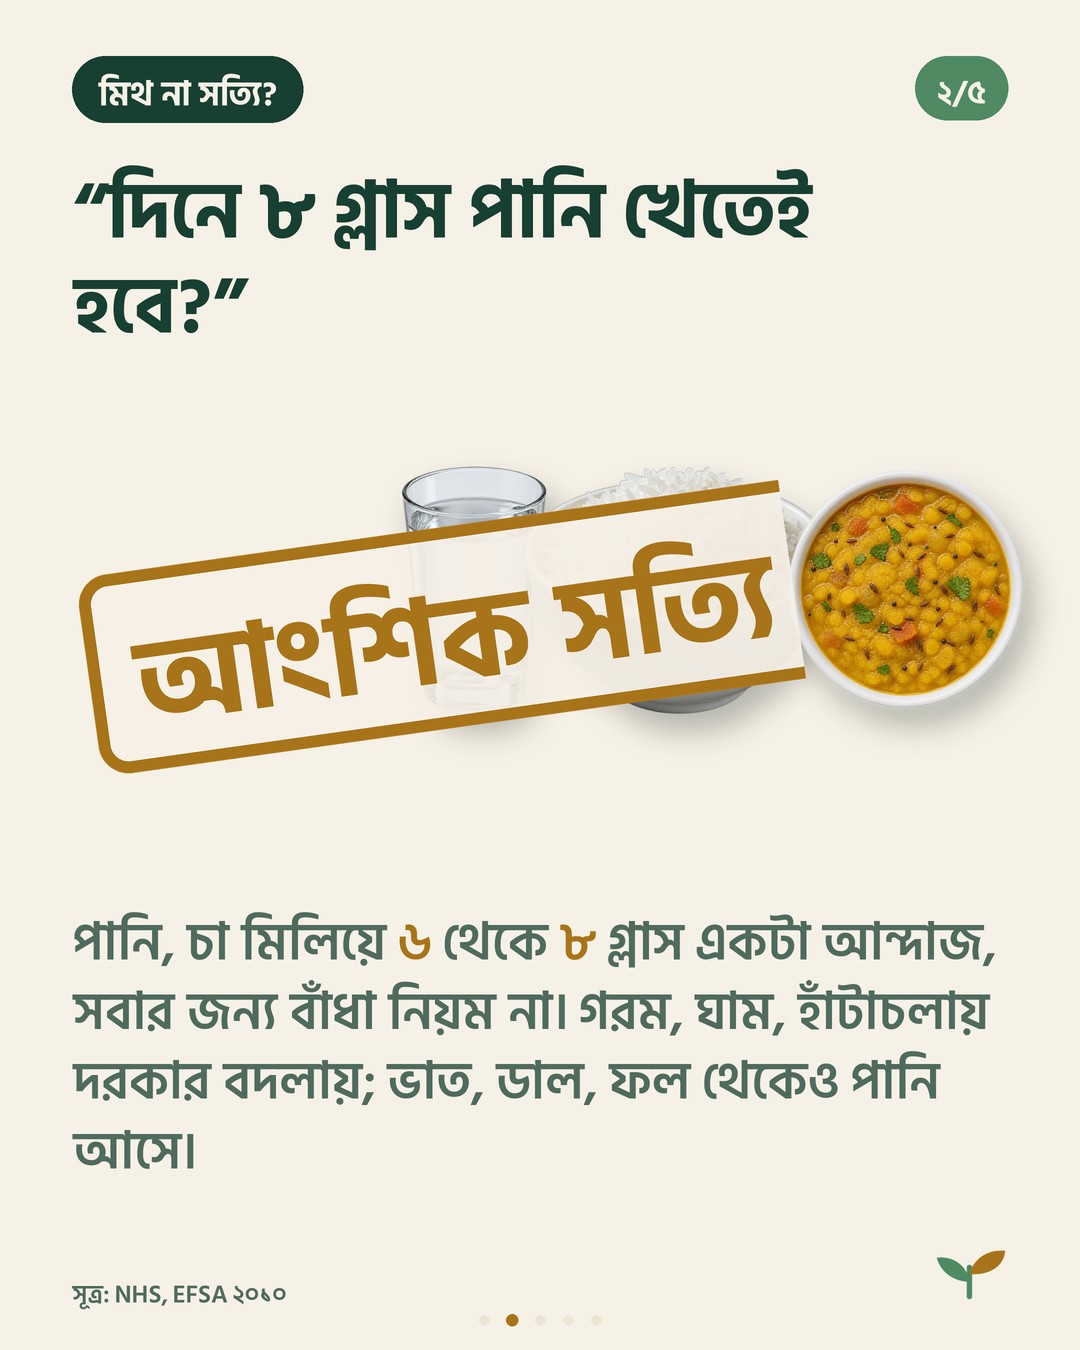 মিথ না সত্যি?
২/৫
“দিনে ৮ গ্লাস পানি খেতেই
হবে?”
আংশিক সত্যি
পানি, চা মিলিয়ে ৬ থেকে ৮ গ্লাস একটা আন্দাজ,
সবার জন্য বাঁধা নিয়ম না। গরম, ঘাম, হাঁটাচলায়
দরকার বদলায়; ভাত, ডাল, ফল থেকেও পানি
আসে।
সূত্র: NHS, EFSA ২০১০